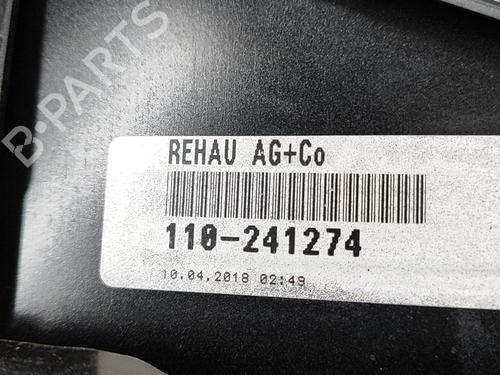 B-PARTS
REHAU AG+Co
110-241274
10.04.2018 02:49